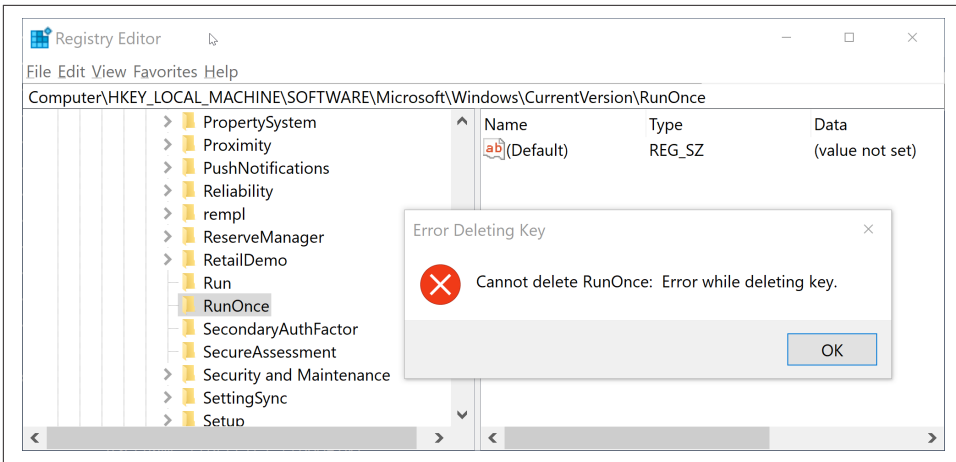 Registry Editor
File Edit View Favorites Help
Computer\HKEY_LOCAL_MACHINE\SOFTWARE\Microsoft\Windows\CurrentVersion\RunOnce
PropertySystem
Proximity
PushNotifications
Reliability
rempl
ReserveManager
RetailDemo
Run
RunOnce
SecondaryAuthFactor
SecureAssessment
Security and Maintenance
SettingSync
Setup
Name Type Data
ab (Default) REG_SZ (value not set)
Error Deleting Key
Cannot delete RunOnce: Error while deleting key.
OK